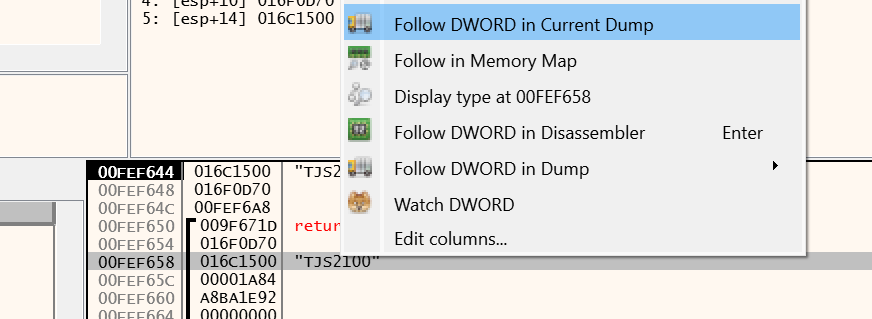 4: [esp+10] 016F0D70
5: [esp+14] 016C1500
Follow DWORD in Current Dump
Follow in Memory Map
Display type at 00FEF658
Follow DWORD in Disassembler Enter
Follow DWORD in Dump
Watch DWORD
Edit columns...
00FEF644 016C1500 "TJS2
00FEF648 016F0D70
00FEF64C 00FEF6A8
00FEF650 009F671D retur
00FEF654 016F0D70
00FEF658 016C1500 "TJS2100"
00FEF65C 00001A84
00FEF660 A8BA1E92
00FEF664 00000000